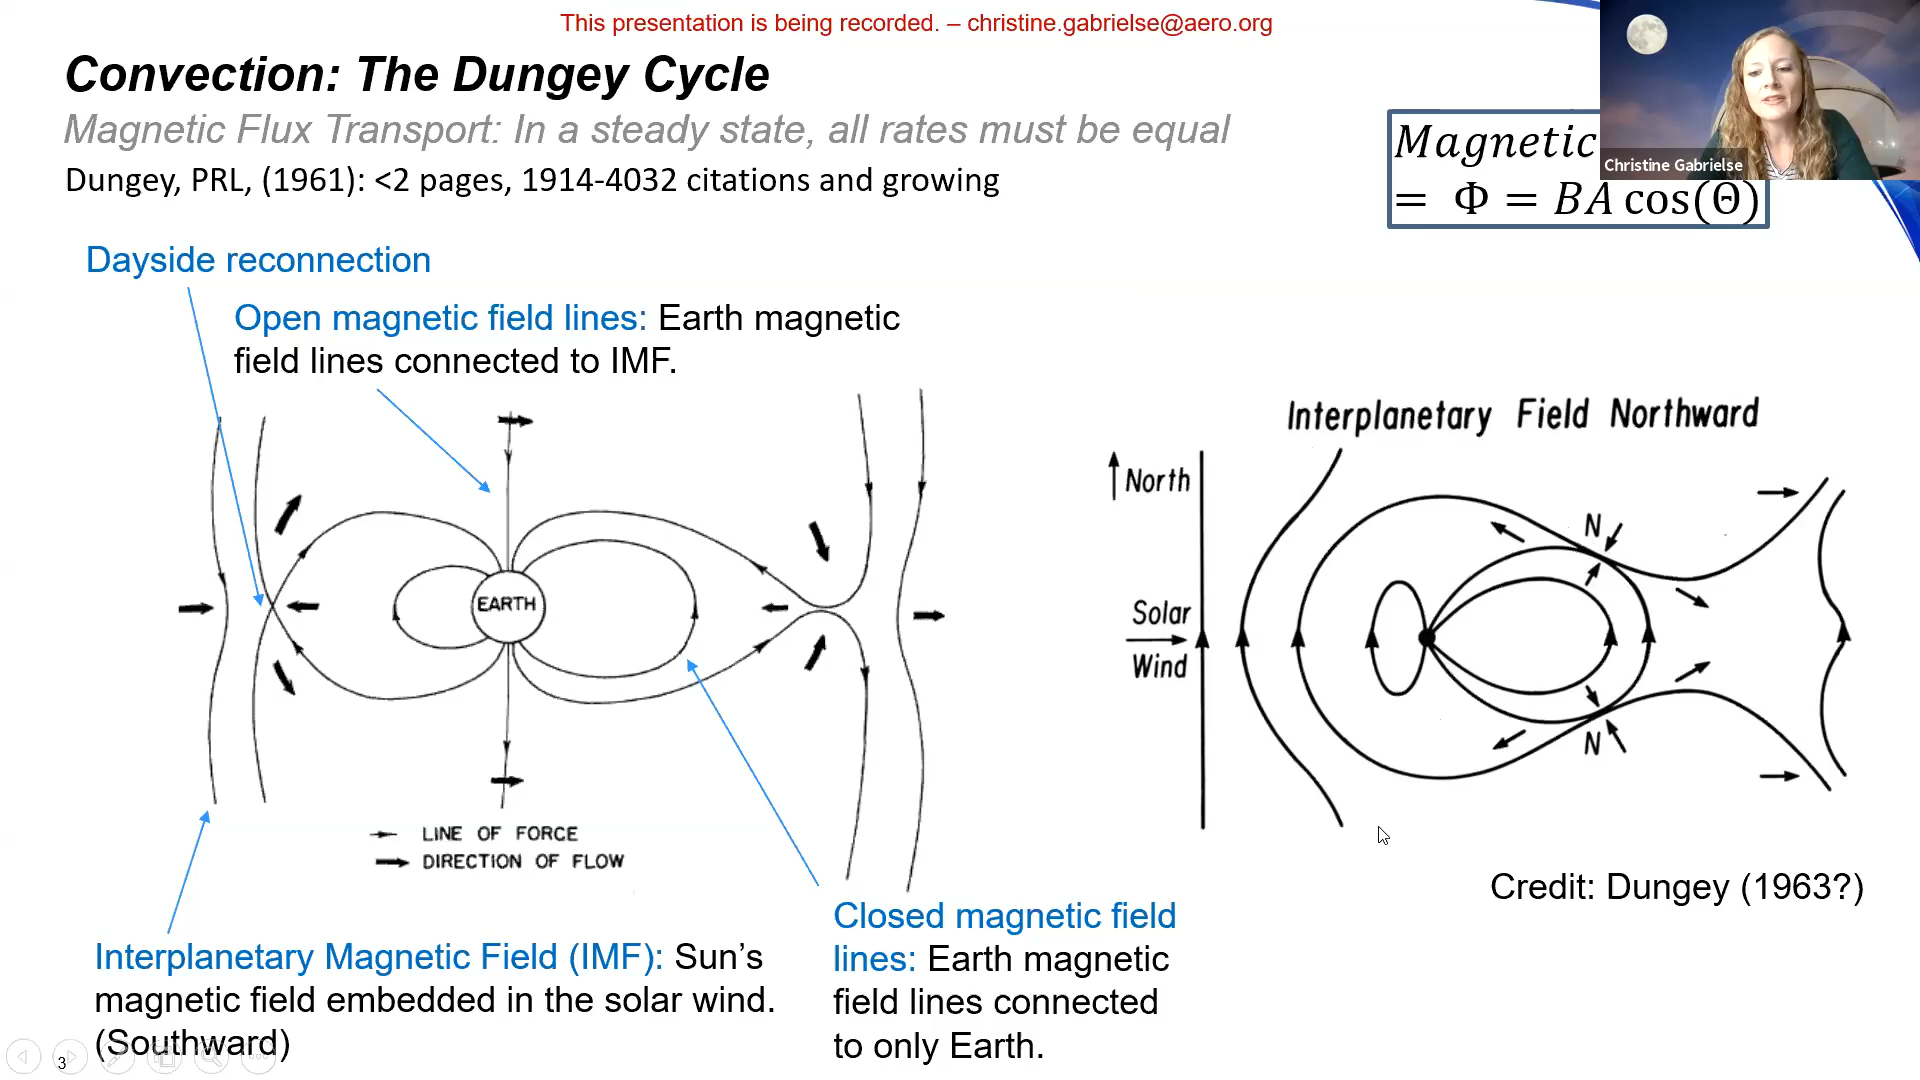 This presentation is being recorded. – christine.gabrielse@aero.org
Convection: The Dungey Cycle
Magnetic Flux Transport: In a steady state, all rates must be equal
Dungey, PRL, (1961): <2 pages, 1914-4032 citations and growing
Magnetic
= Φ = BA cos(Θ)
Christine Gabrielse
Dayside reconnection
Open magnetic field lines: Earth magnetic
field lines connected to IMF.
EARTH
LINE OF FORCE
DIRECTION OF FLOW
Interplanetary Field Northward
North
Solar
Wind
N
N
Credit: Dungey (1963?)
Interplanetary Magnetic Field (IMF): Sun’s
magnetic field embedded in the solar wind.
(Southward)
Closed magnetic field
lines: Earth magnetic
field lines connected
to only Earth.
3